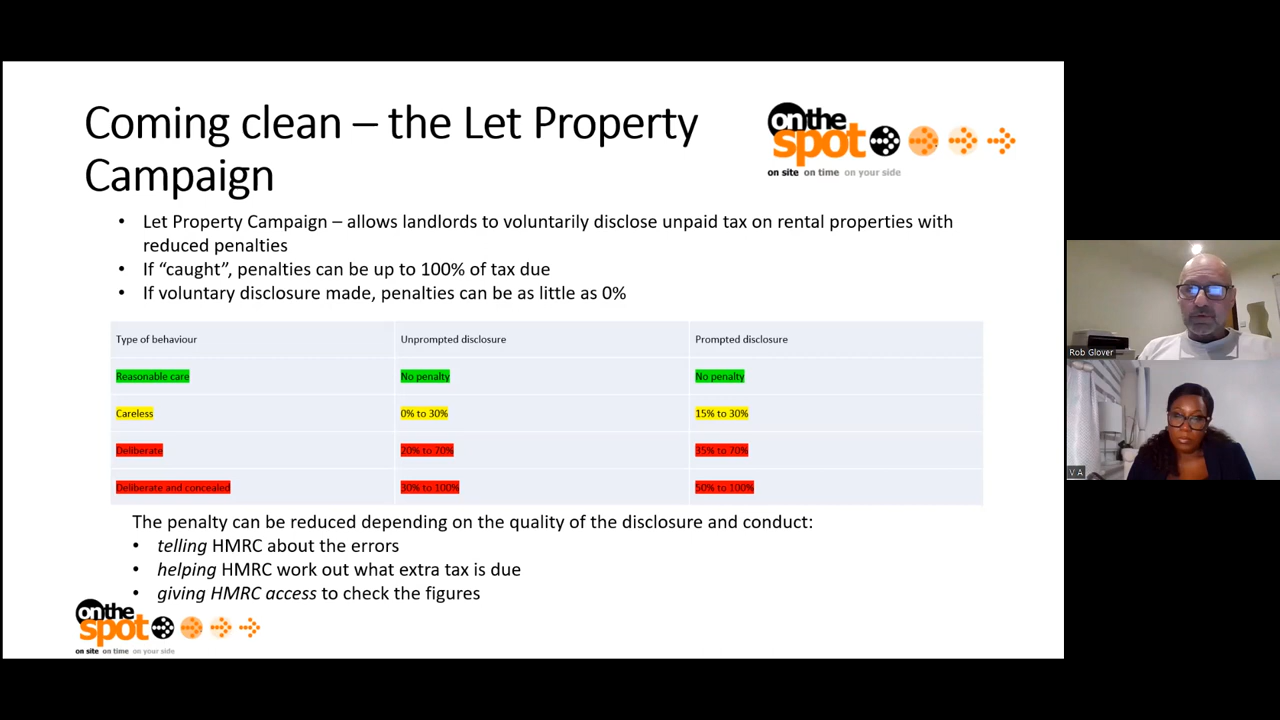 Coming clean – the Let Property
Campaign
on the
spot
on site on time on your side
• Let Property Campaign – allows landlords to voluntarily disclose unpaid tax on rental properties with
reduced penalties
• If “caught”, penalties can be up to 100% of tax due
• If voluntary disclosure made, penalties can be as little as 0%
Type of behaviour Unprompted disclosure Prompted disclosure
Reasonable care No penalty No penalty
Careless 0% to 30% 15% to 30%
Deliberate 20% to 70% 35% to 70%
Deliberate and concealed 30% to 100% 50% to 100%
The penalty can be reduced depending on the quality of the disclosure and conduct:
• telling HMRC about the errors
• helping HMRC work out what extra tax is due
• giving HMRC access to check the figures
on the
spot
on site on time on your side
Rob Glover
V A